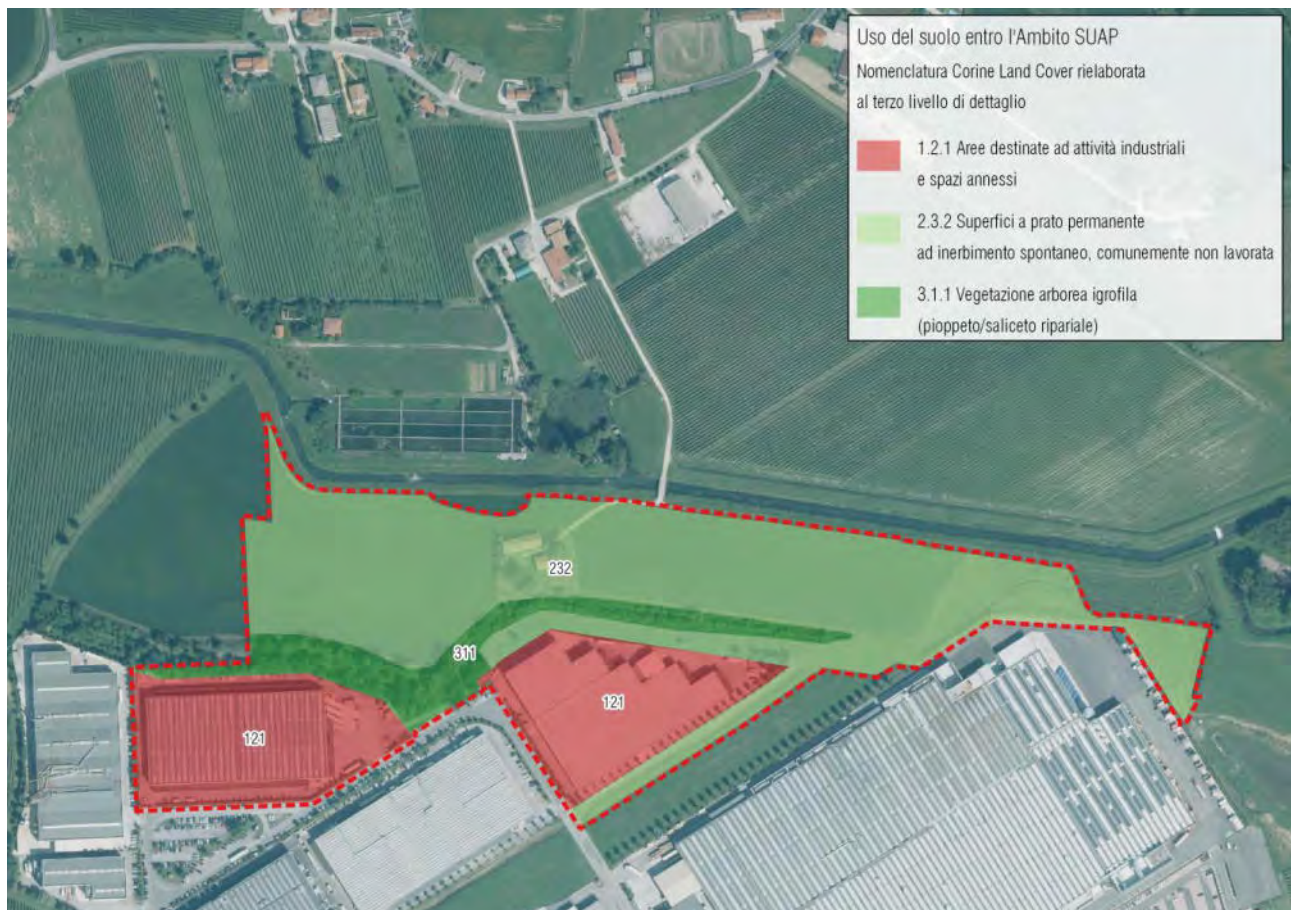 Uso del suolo entro l'Ambito SUAP
Nomenclatura Corine Land Cover rielaborata
al terzo livello di dettaglio
1.2.1 Aree destinate ad attività industriali
e spazi annessi
2.3.2 Superfici a prato permanente
ad inerbimento spontaneo, comunemente non lavorata
3.1.1 Vegetazione arborea igrofila
(pioppeto/saliceto ripariale)
232
311
121
121